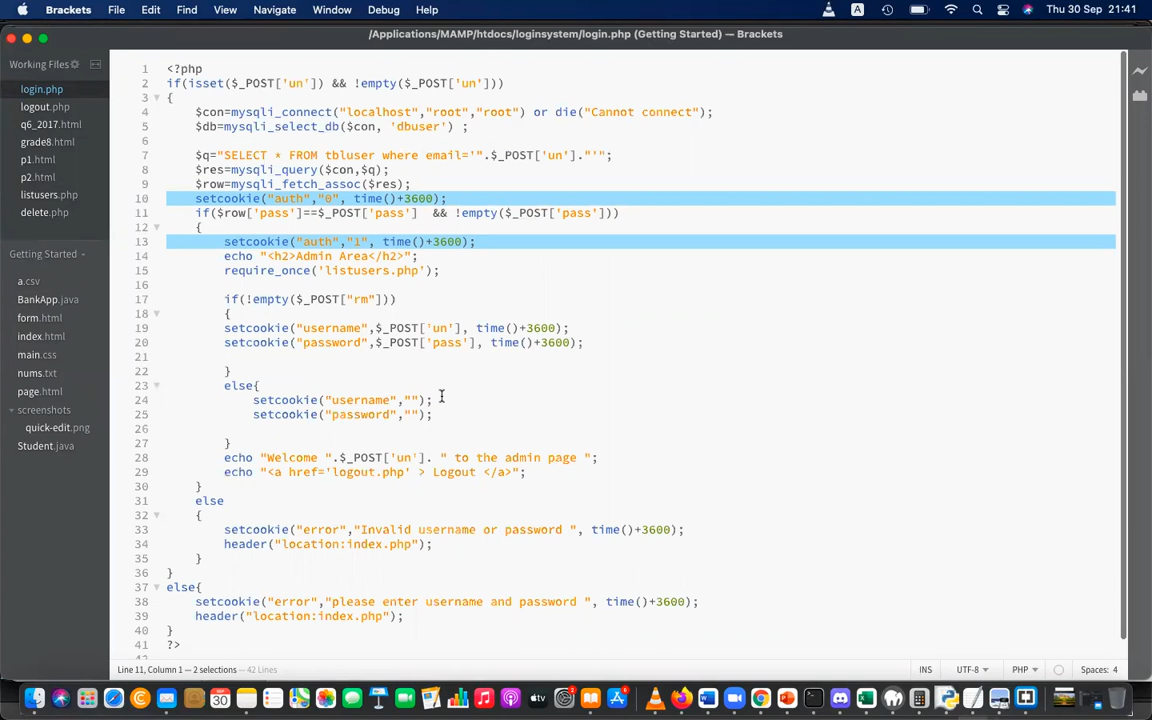 Brackets File Edit Find View Navigate Window Debug Help A Thu 30 Sep 21:41
/Applications/MAMP/htdocs/loginsystem/login.php (Getting Started) — Brackets
Working Files
login.php
logout.php
q6_2017.html
grade8.html
p1.html
p2.html
listusers.php
delete.php
Getting Started
a.csv
BankApp.java
form.html
index.html
main.css
nums.txt
page.html
screenshots
quick-edit.png
Student.java
1 <?php
2 if(isset($_POST['un']) && !empty($_POST['un']))
3 {
4 $con=mysqli_connect("localhost","root","root") or die("Cannot connect");
5 $db=mysqli_select_db($con, 'dbuser') ;
6
7 $q="SELECT * FROM tbluser where email='".$_POST['un']."'";
8 $res=mysqli_query($con,$q);
9 $row=mysqli_fetch_assoc($res);
10 setcookie("auth","0", time()+3600);
11 if($row['pass']==$_POST['pass']  && !empty($_POST['pass']))
12 {
13 setcookie("auth","1", time()+3600);
14 echo "<h2>Admin Area</h2>";
15 require_once('listusers.php');
16
17 if(!empty($_POST["rm"]))
18 {
19 setcookie("username",$_POST['un'], time()+3600);
20 setcookie("password",$_POST['pass'], time()+3600);
21
22 }
23 else{
24 setcookie("username","");
25 setcookie("password","");
26
27 }
28 echo "Welcome ".$_POST['un']. " to the admin page ";
29 echo "<a href='logout.php' > Logout </a>";
30 }
31 else
32 {
33 setcookie("error","Invalid username or password ", time()+3600);
34 header("location:index.php");
35 }
36 }
37 else{
38 setcookie("error","please enter username and password ", time()+3600);
39 header("location:index.php");
40 }
41 ?>
42
Line 11, Column 1 — 2 selections — 42 Lines INS UTF-8 PHP Spaces: 4